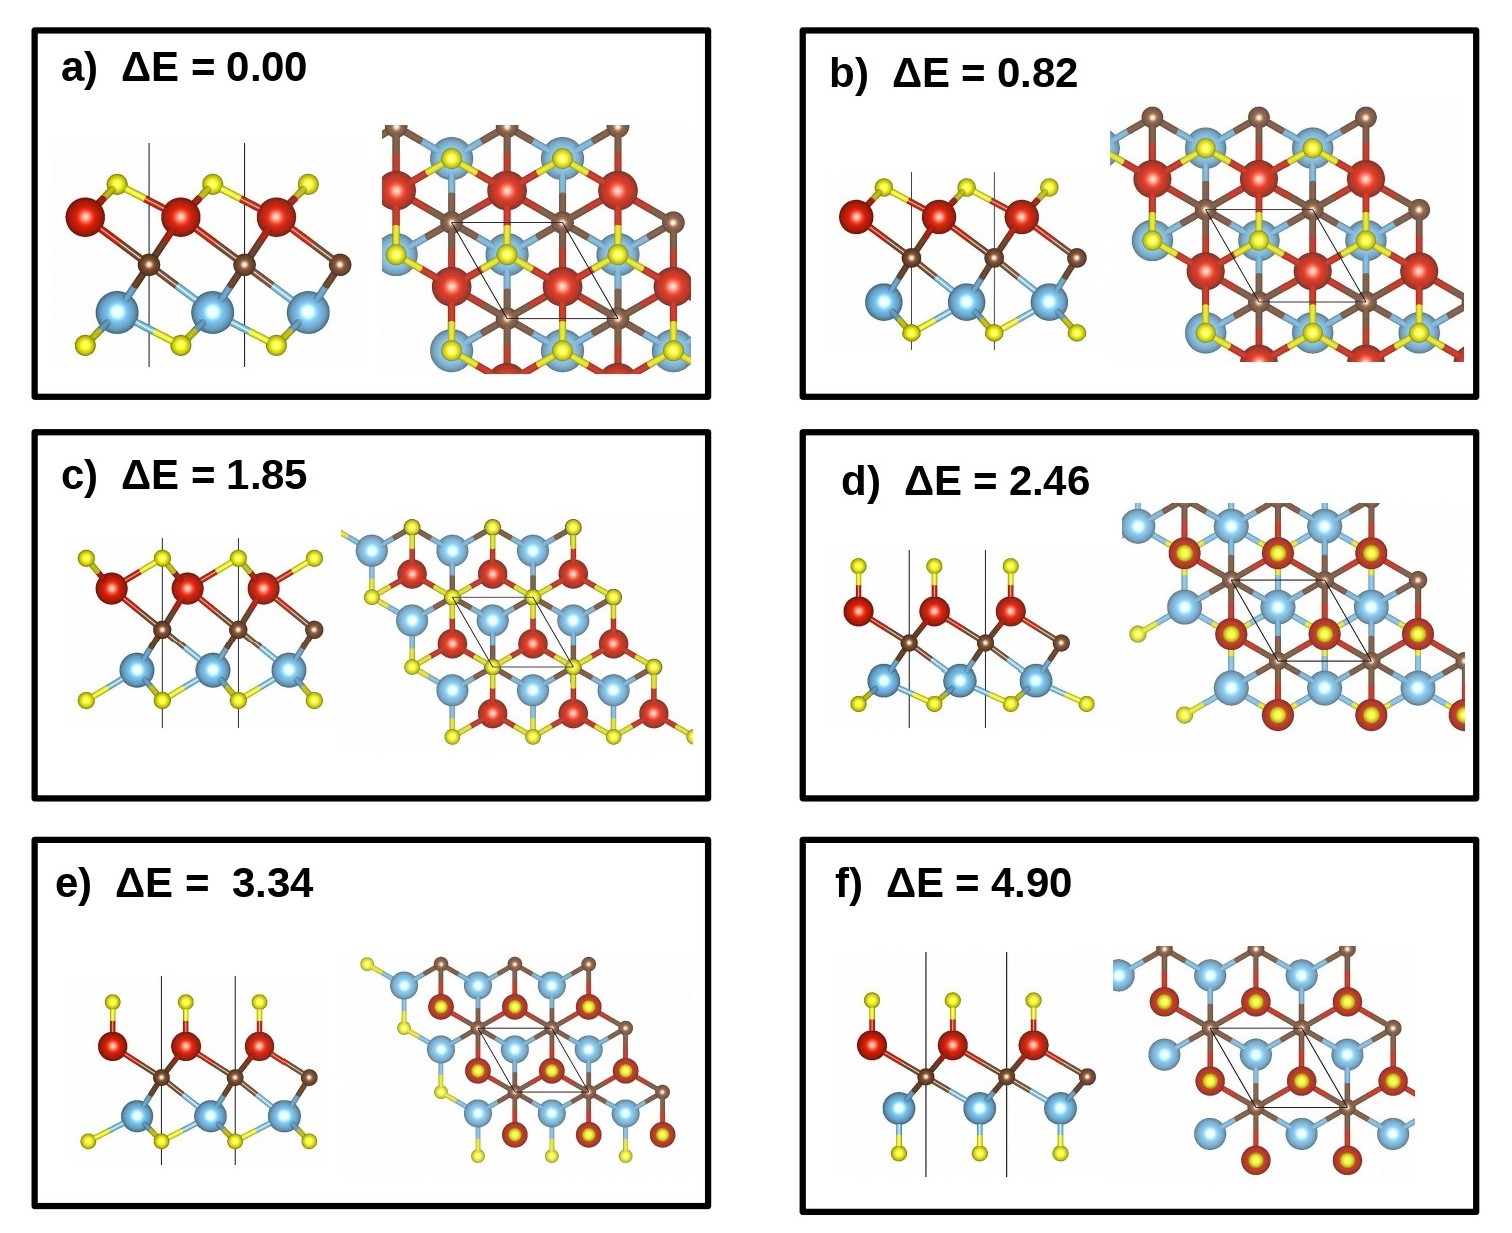 a) ΔE = 0.00
b) ΔE = 0.82
c) ΔE = 1.85
d) ΔE = 2.46
e) ΔE = 3.34
f) ΔE = 4.90